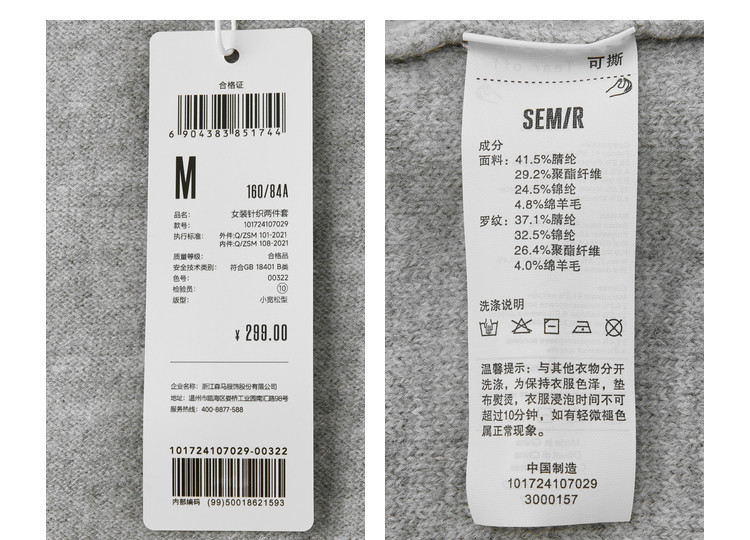 合格证
6 904383 851744
M
160/84A
品名: 女装针织两件套
款号: 101724107029
执行标准: 外件:Q/ZSM 101-2021
内件:Q/ZSM 108-2021
质量等级: 合格品
安全技术类别: 符合GB 18401 B类
色号: 00322
检验员: 10
版型: 小宽松型
¥ 299.00
企业名称: 浙江森马服饰股份有限公司
地址: 温州市瓯海区娄桥工业园南汇路98号
服务热线: 400-8877-588
101724107029-00322
内部编码 (99)50018621593
可撕
SEM/R
成分
面料: 41.5%腈纶
29.2%聚酯纤维
24.5%锦纶
4.8%绵羊毛
罗纹: 37.1%腈纶
32.5%锦纶
26.4%聚酯纤维
4.0%绵羊毛
洗涤说明
温馨提示: 与其他衣物分开
洗涤, 为保持衣服色泽, 垫
布熨烫, 衣服浸泡时间不可
超过10分钟, 如有轻微褪色
属正常现象。
中国制造
101724107029
3000157